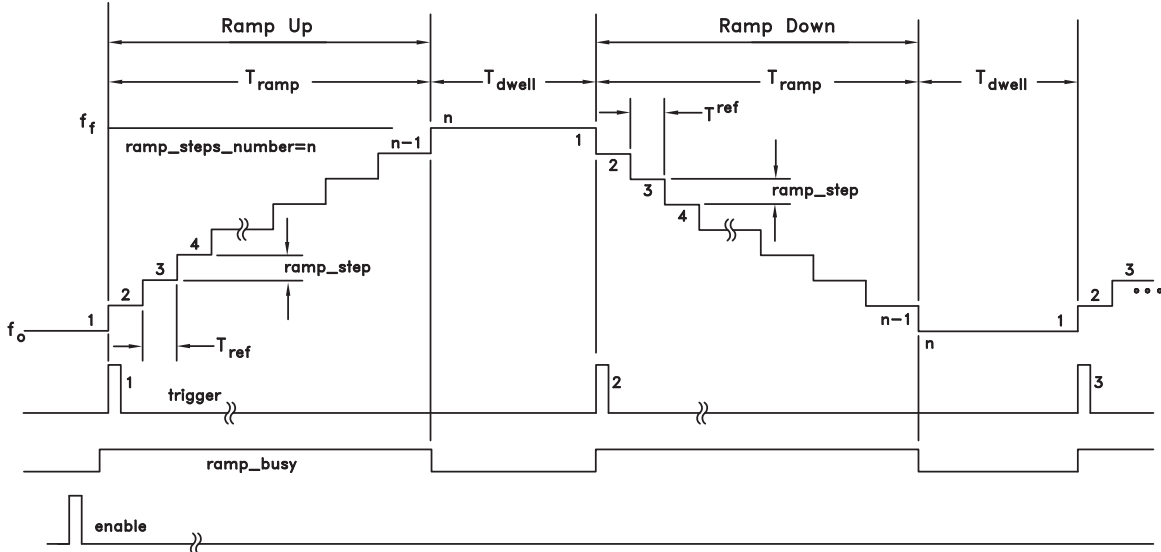 Ramp Up
Ramp Down
T_ramp
T_dwell
T_ramp
T_dwell
f_f
n
T^ref
ramp_steps_number=n
n-1
1
2
3
ramp_step
4
4
3
ramp_step
3
2
2
1
n-1
1
f_o
n
T_ref
1
trigger
2
3
ramp_busy
enable